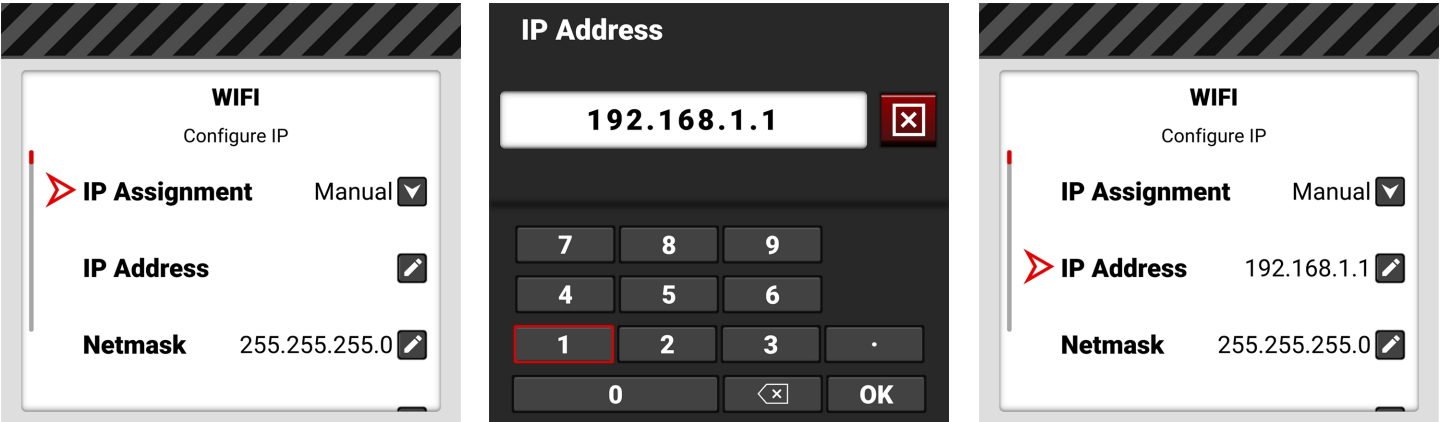 WIFI
Configure IP
IP Assignment Manual
IP Address
Netmask 255.255.255.0
IP Address
192.168.1.1
7 8 9
4 5 6
1 2 3 .
0 OK
WIFI
Configure IP
IP Assignment Manual
IP Address 192.168.1.1
Netmask 255.255.255.0